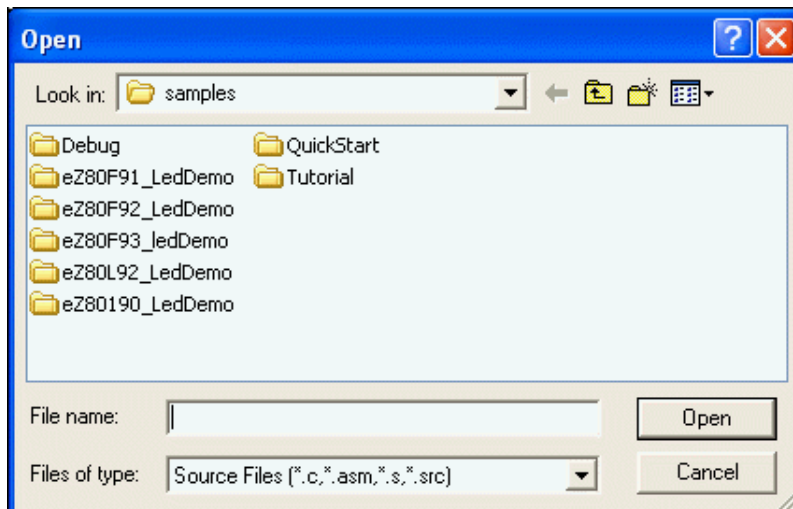 Open
Look in: samples
Debug
eZ80F91_LedDemo
eZ80F92_LedDemo
eZ80F93_ledDemo
eZ80L92_LedDemo
eZ80190_LedDemo
QuickStart
Tutorial
File name:
Open
Files of type: Source Files (*.c,*.asm,*.s,*.src)
Cancel